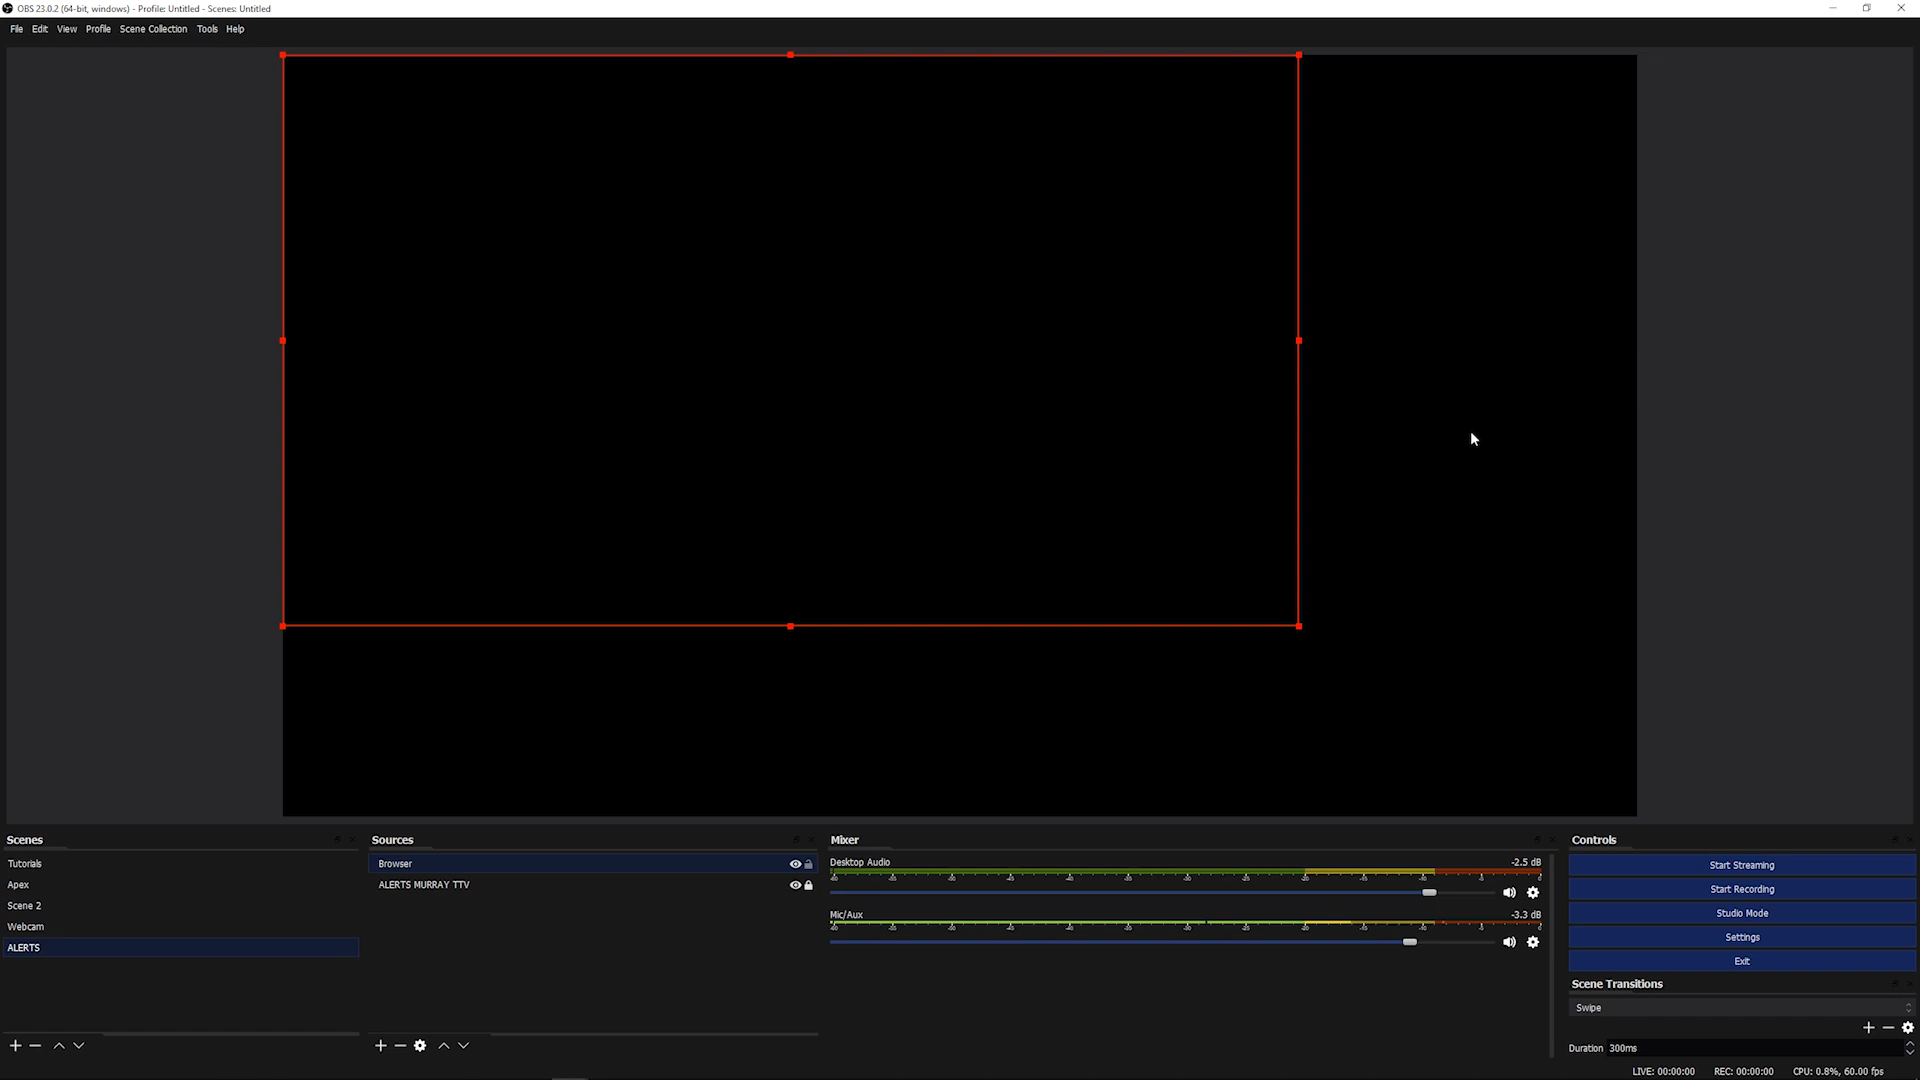 OBS 23.0.2 (64-bit, windows) - Profile: Untitled - Scenes: Untitled
File Edit View Profile Scene Collection Tools Help
Scenes
Tutorials
Apex
Scene 2
Webcam
ALERTS
Sources
Browser
ALERTS MURRAY TTV
Mixer
Desktop Audio -2.5 dB
Mic/Aux -3.3 dB
Controls
Start Streaming
Start Recording
Studio Mode
Settings
Exit
Scene Transitions
Swipe
Duration 300ms
LIVE: 00:00:00 REC: 00:00:00 CPU: 0.8%, 60.00 fps